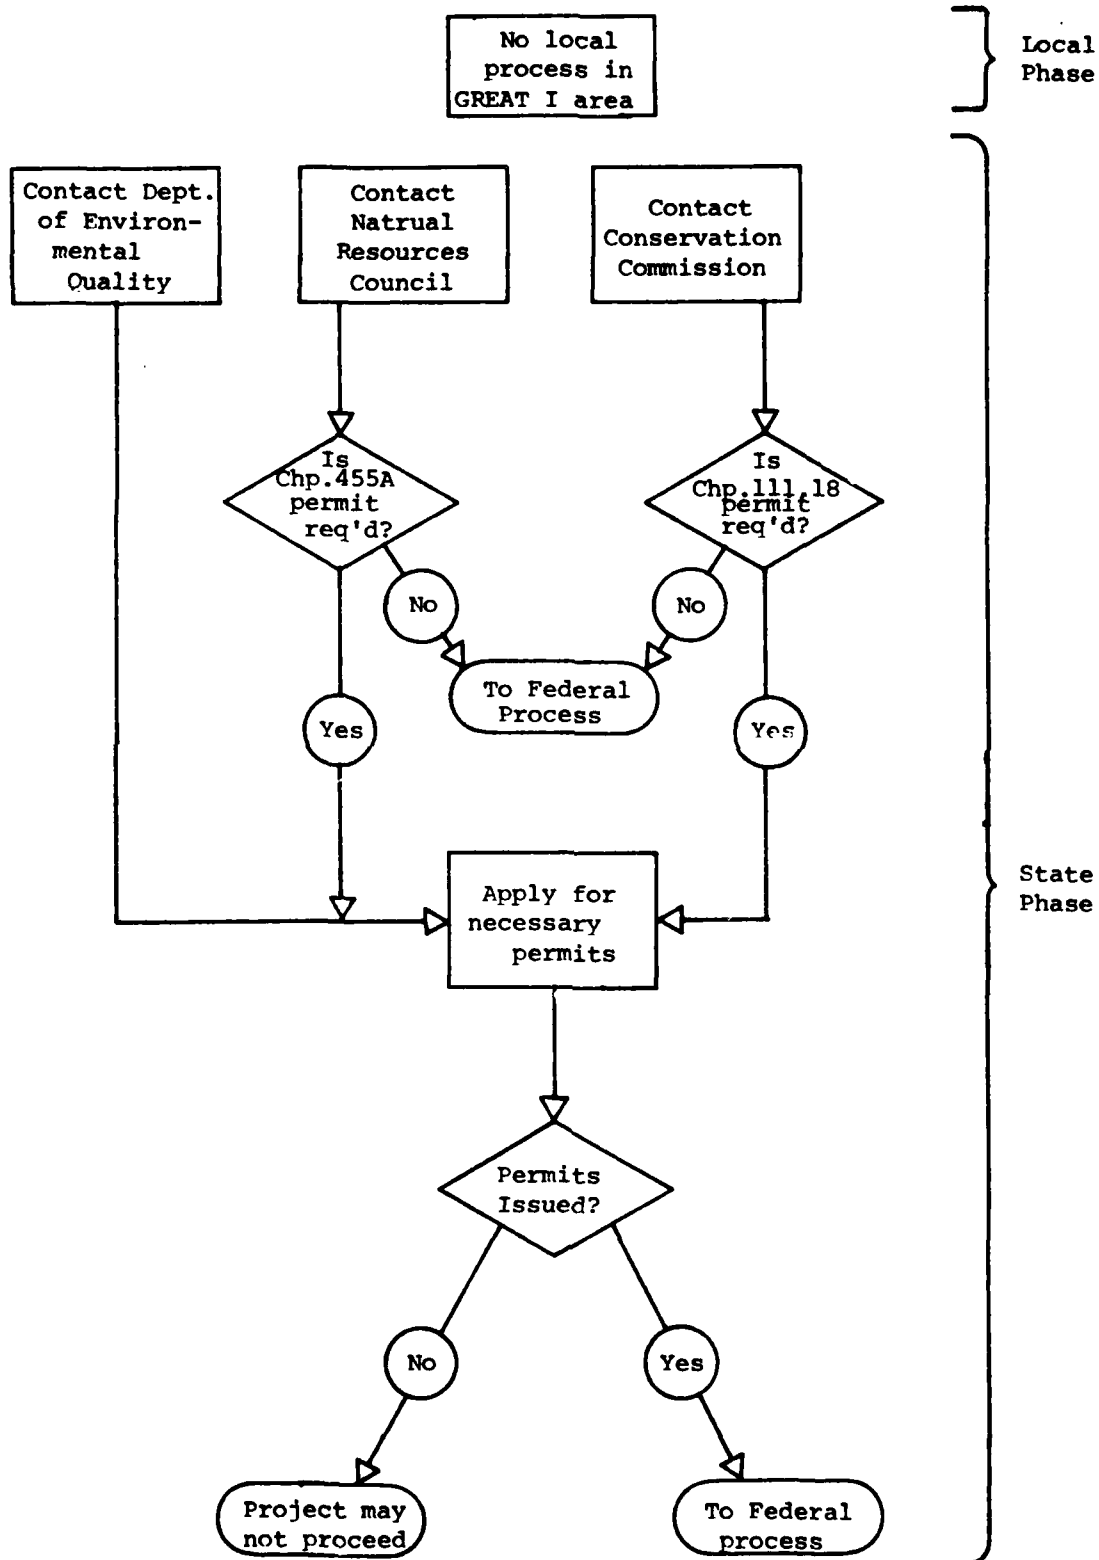 No local
process in
GREAT I area
Local
Phase
Contact Dept.
of Environ-
mental
Quality
Contact
Natrual
Resources
Council
Contact
Conservation
Commission
Is
Chp.455A
permit
req'd?
Is
Chp.111.18
permit
req'd?
No
No
To Federal
Process
Yes
Yes
Apply for
necessary
permits
State
Phase
Permits
Issued?
No
Yes
Project may
not proceed
To Federal
process